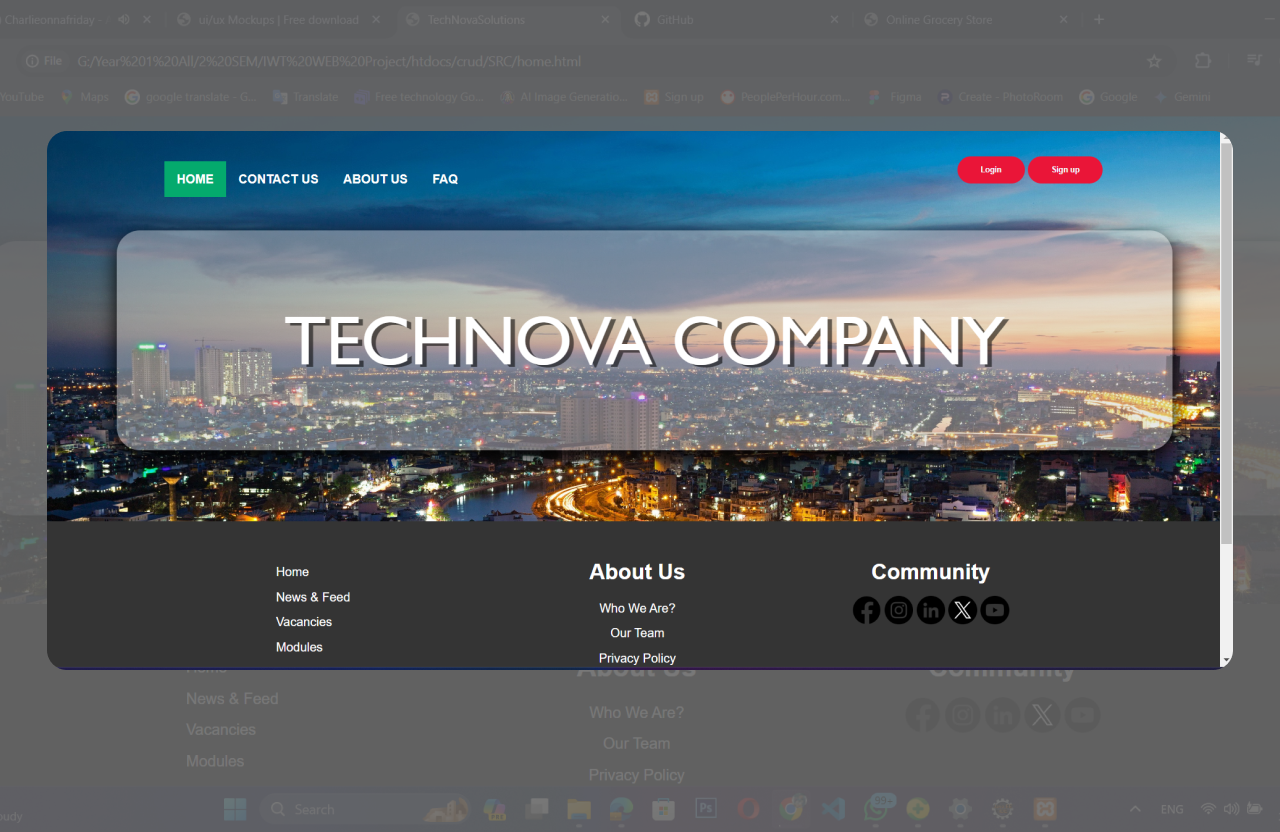 Charlieonnafriday -
ui/ux Mockups | Free download
TechNovaSolutions
GitHub
Online Grocery Store
File
G:/Year%201%20All/2%20SEM/IWT%20WEB%20Project/htdocs/crud/SRC/home.html
YouTube
Maps
google translate - G...
Translate
Free technology Go...
AI Image Generatio...
Sign up
PeoplePerHour.com...
Figma
Create - PhotoRoom
Google
Gemini
HOME
CONTACT US
ABOUT US
FAQ
Login
Sign up
TECHNOVA COMPANY
Home
News & Feed
Vacancies
Modules
About Us
Who We Are?
Our Team
Privacy Policy
Community
Home
News & Feed
Vacancies
Modules
About Us
Who We Are?
Our Team
Privacy Policy
Community
Search
99+
ENG